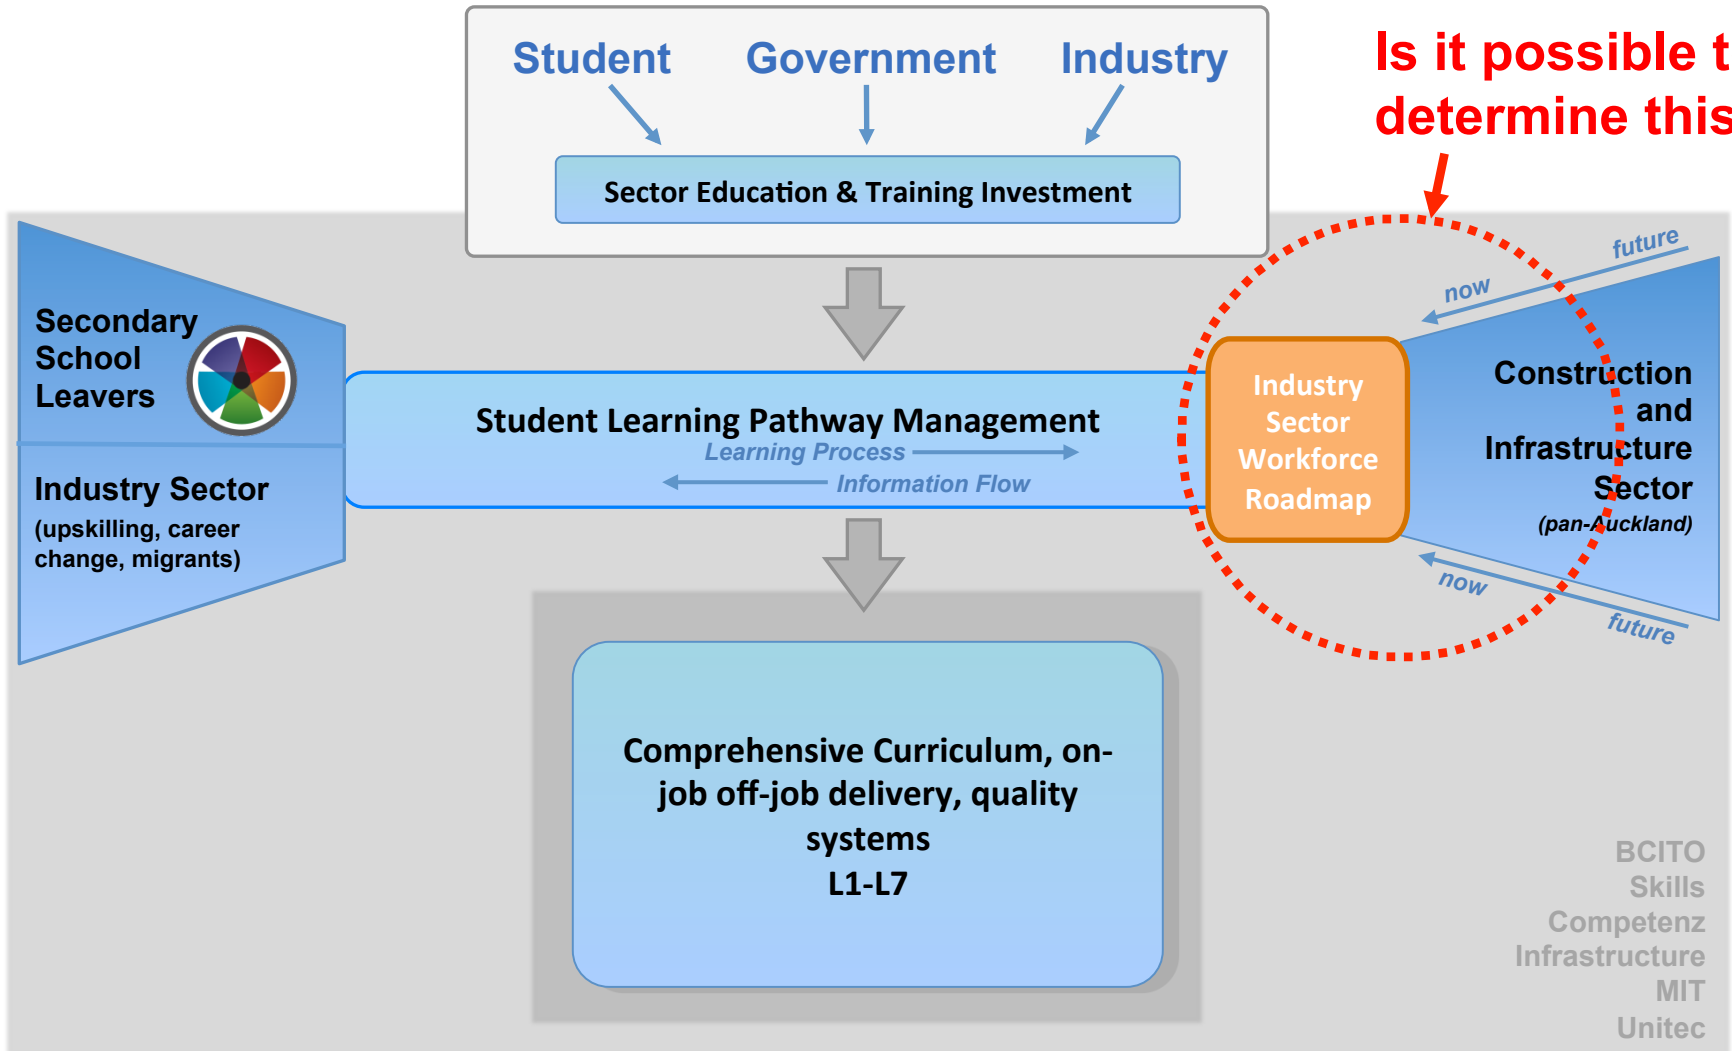 Student Government Industry
Sector Education & Training Investment
Is it possible t
determine this
future
now
Secondary
School
Leavers
Industry Sector
(upskilling, career
change, migrants)
Student Learning Pathway Management
Learning Process
Information Flow
Industry
Sector
Workforce
Roadmap
Construction
and
Infrastructure
Sector
(pan-Auckland)
now
future
Comprehensive Curriculum, on-
job off-job delivery, quality
systems
L1-L7
BCITO
Skills
Competenz
Infrastructure
MIT
Unitec